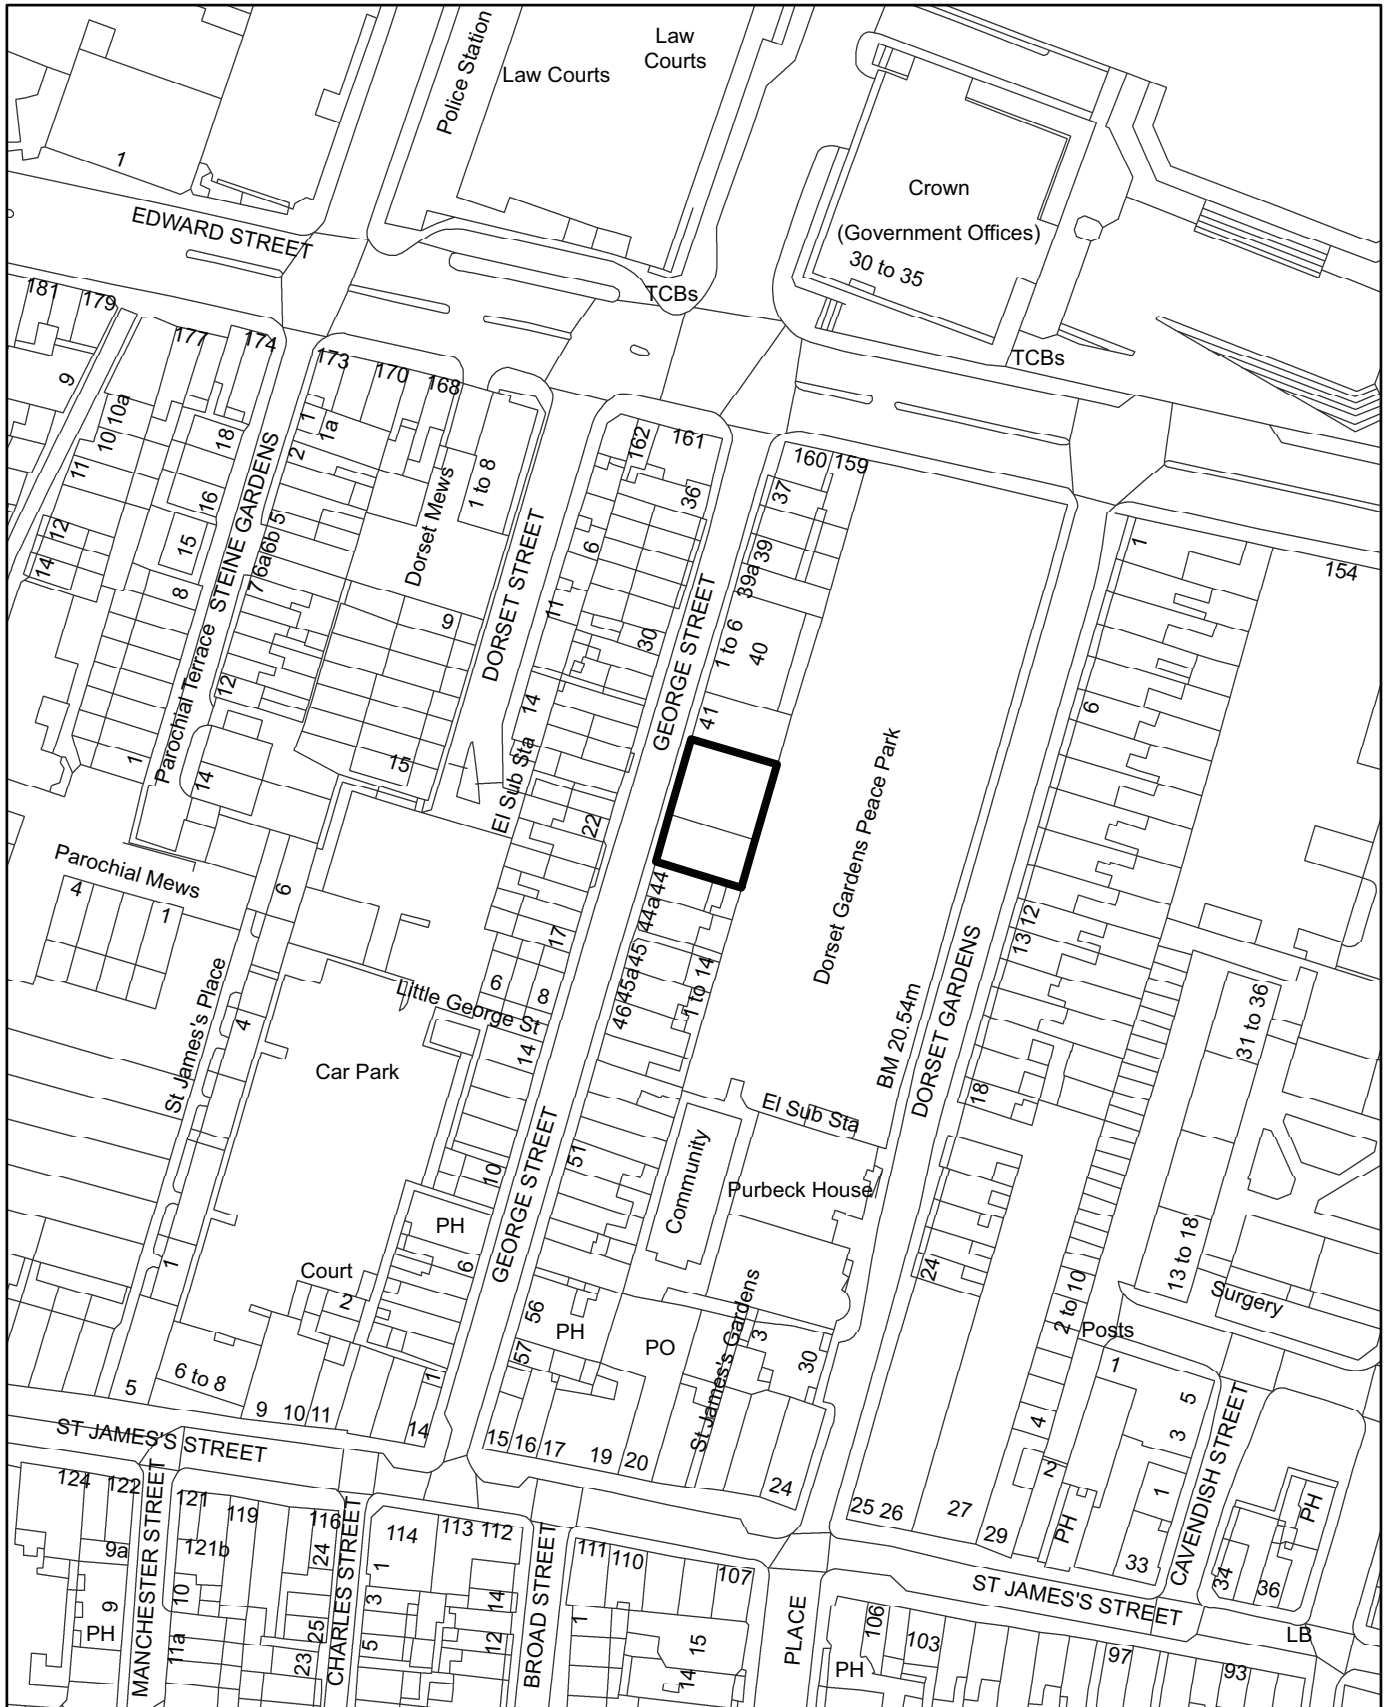 Police Station
Law Courts
Law
Courts
1
Crown
(Government Offices)
30 to 35
EDWARD STREET
TCBs
TCBs
181
179
177
174
173
170
168
9
10 10a
11
12
14
18
16
15
8
1
STEINE GARDENS
Parochial Terrace
1
1a
2
5
6a6b
7
12
14
Dorset Mews
1 to 8
9
15
DORSET STREET
162
161
36
6
11
30
14
El Sub Sta
22
17
GEORGE STREET
160
159
37
39
39a
1 to 6
40
41
44
44a
45
45a
46
1 to 14
Dorset Gardens Peace Park
1
154
6
12
13
18
24
DORSET GARDENS
BM 20.54m
Parochial Mews
4
1
6
St James's Place
4
1
Car Park
6
8
Little George St
14
10
PH
6
1
GEORGE STREET
51
56
57
PH
Community
El Sub Sta
Purbeck House
PO
St James's Gardens
3
30
Court
2
31 to 36
13 to 18
2 to 10
Surgery
Posts
1
5
3
1
4
2
PH
33
CAVENDISH STREET
34
36
PH
5
6 to 8
9
10
11
14
15
16
17
19
20
24
25
26
27
29
ST JAMES'S STREET
ST JAMES'S STREET
124
122
9a
9
PH
MANCHESTER STREET
121
121b
119
116
10
11a
24
25
23
CHARLES STREET
114
1
3
5
113
112
14
12
BROAD STREET
111
110
107
1
15
14
PLACE
106
103
PH
97
93
LB